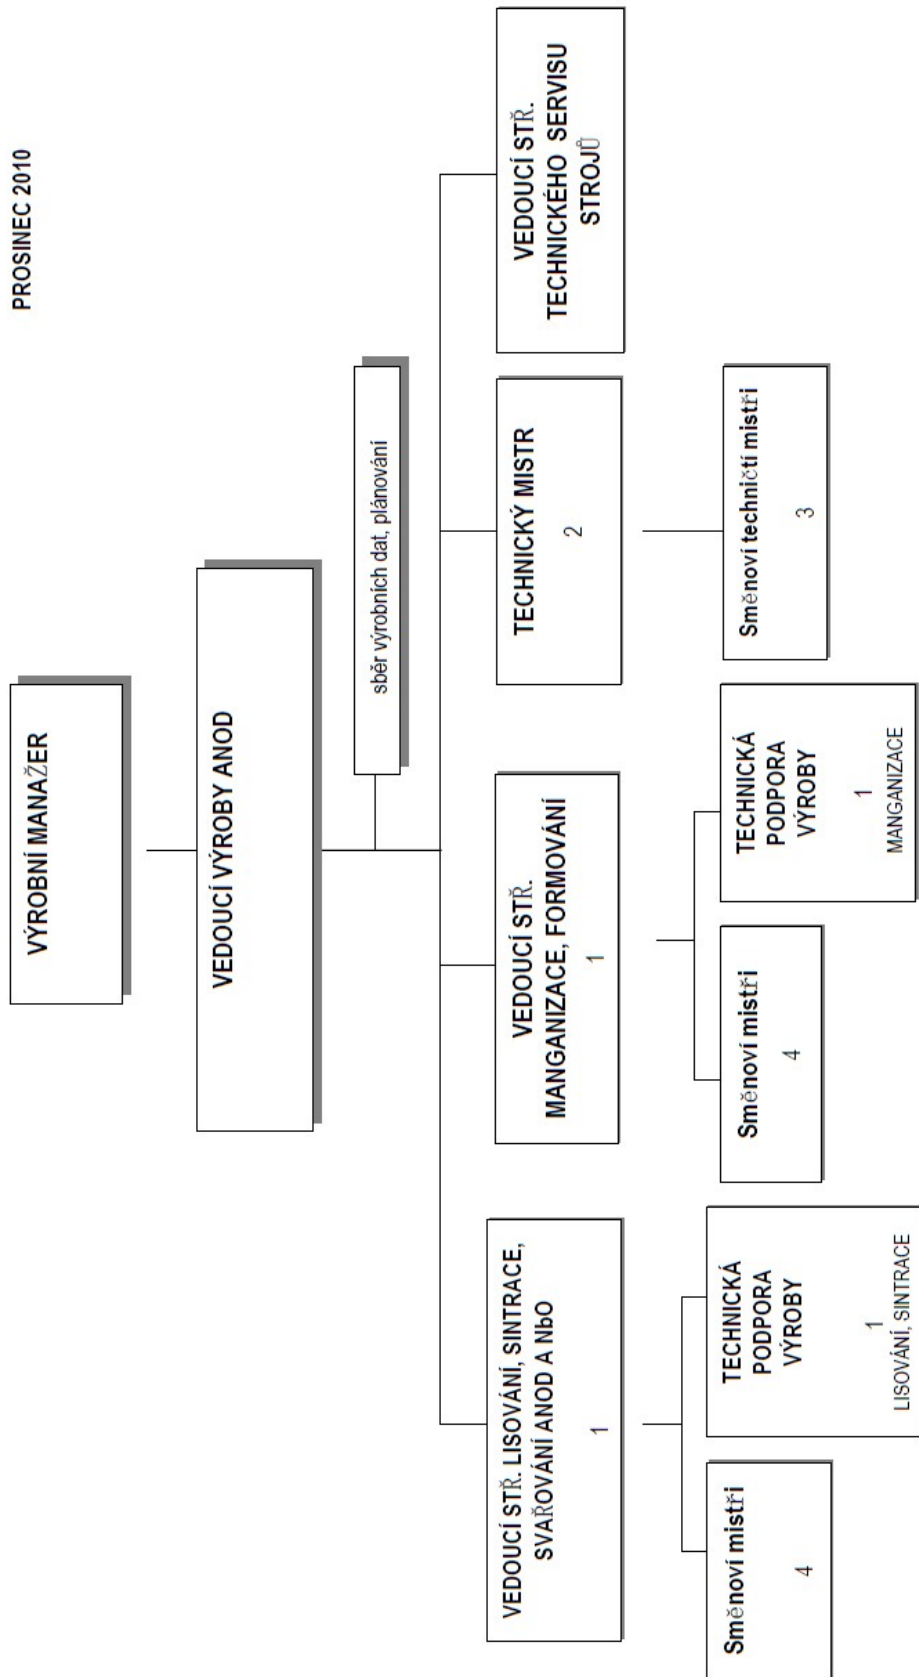 PROSINEC 2010
VÝROBNÍ MANAŽER
VEDOUCÍ VÝROBY ANOD
sběr výrobních dat, plánování
VEDOUCÍ STŘ. LISOVÁNÍ, SINTRACE,
SVAŘOVÁNÍ ANOD A NbO
1
VEDOUCÍ STŘ.
MANGANIZACE, FORMOVÁNÍ
1
TECHNICKÝ MISTR
2
VEDOUCÍ STŘ.
TECHNICKÉHO SERVISU
STROJŮ
Směnoví mistři
4
TECHNICKÁ
PODPORA
VÝROBY
1
LISOVÁNÍ, SINTRACE
Směnoví mistři
4
TECHNICKÁ
PODPORA
VÝROBY
1
MANGANIZACE
Směnoví techničtí mistři
3